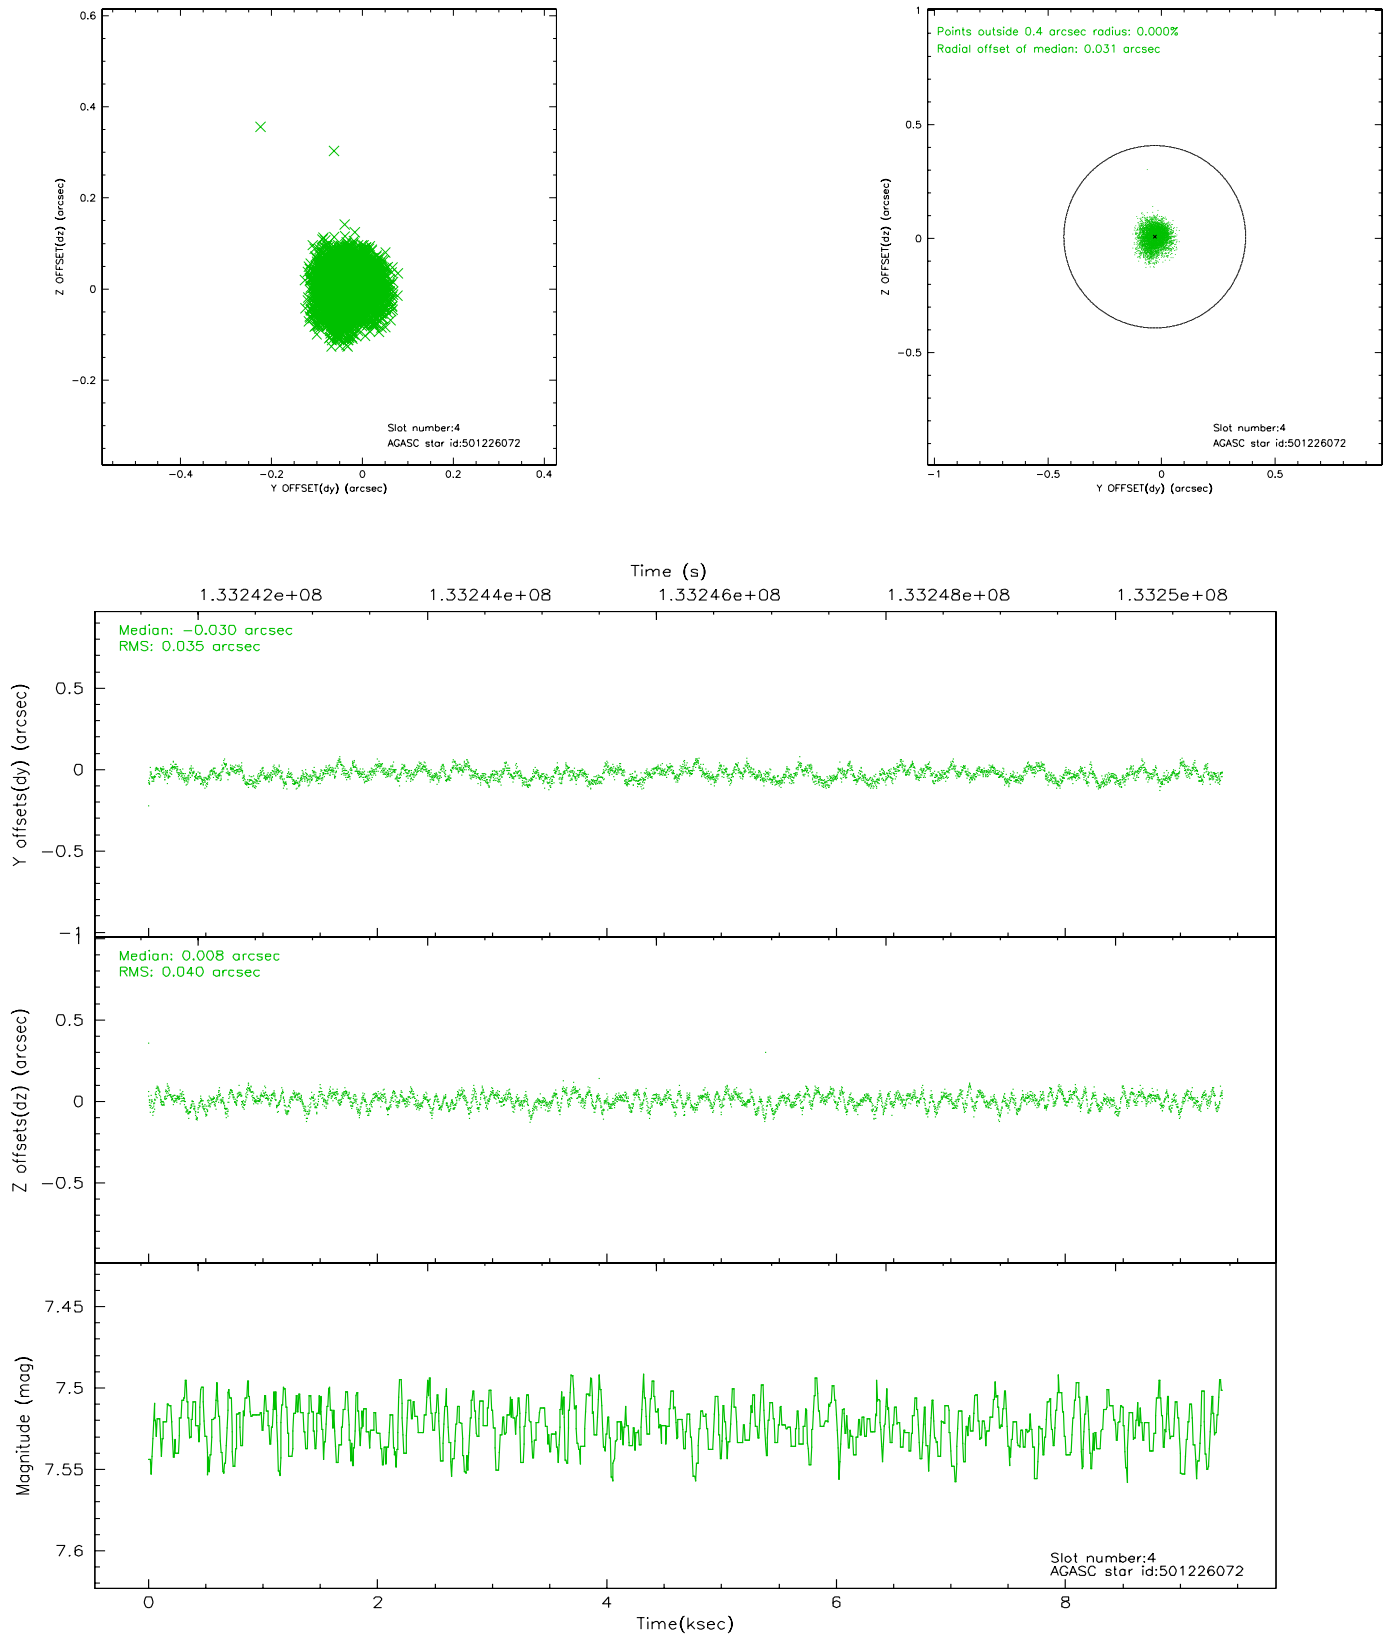 0.6
0.4
0.2
0
−0.2
Z OFFSET(dz) (arcsec)
Slot number:4
AGASC star id:501226072
−0.4 −0.2 0 0.2 0.4
Y OFFSET(dy) (arcsec)
Points outside 0.4 arcsec radius: 0.000%
Radial offset of median: 0.031 arcsec
1
0.5
0
−0.5
Z OFFSET(dz) (arcsec)
Slot number:4
AGASC star id:501226072
−1 −0.5 0 0.5
Y OFFSET(dy) (arcsec)
Time (s)
1.33242e+08 1.33244e+08 1.33246e+08 1.33248e+08 1.3325e+08
Median: −0.030 arcsec
RMS: 0.035 arcsec
0.5
0
−0.5
−1
Y offsets(dy) (arcsec)
Median: 0.008 arcsec
RMS: 0.040 arcsec
1
0.5
0
−0.5
Z offsets(dz) (arcsec)
7.45
7.5
7.55
7.6
Magnitude (mag)
Slot number:4
AGASC star id:501226072
0 2 4 6 8
Time(ksec)